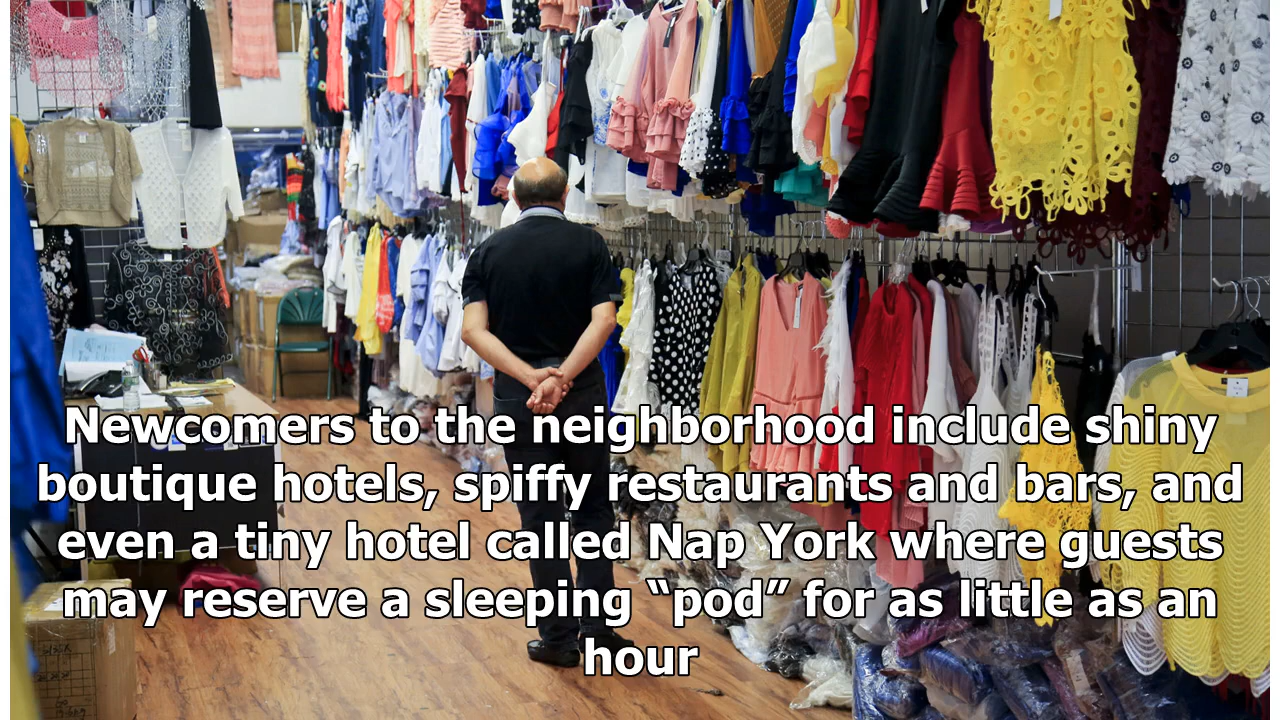 Newcomers to the neighborhood include shiny
boutique hotels, spiffy restaurants and bars, and
even a tiny hotel called Nap York where guests
may reserve a sleeping “pod” for as little as an
hour